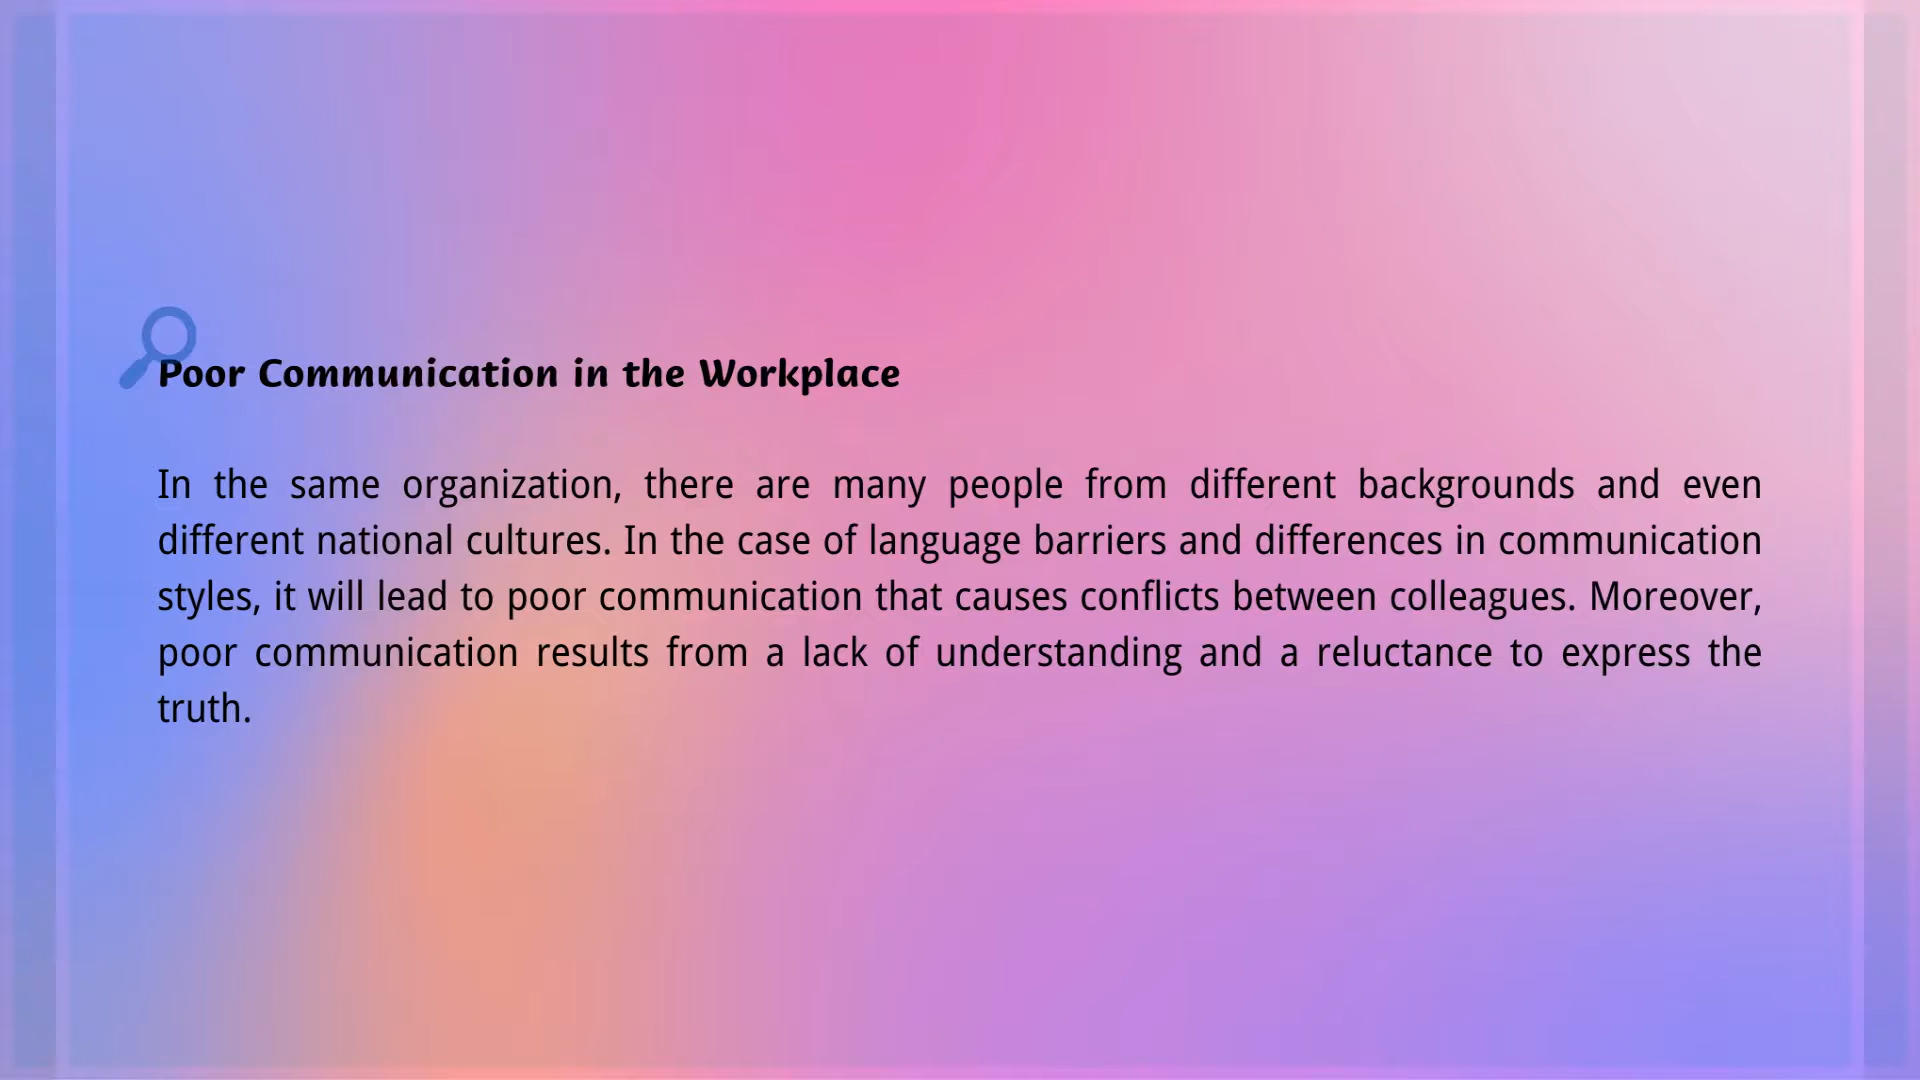 Poor Communication in the Workplace
In the same organization, there are many people from different backgrounds and even
different national cultures. In the case of language barriers and differences in communication
styles, it will lead to poor communication that causes conflicts between colleagues. Moreover,
poor communication results from a lack of understanding and a reluctance to express the
truth.